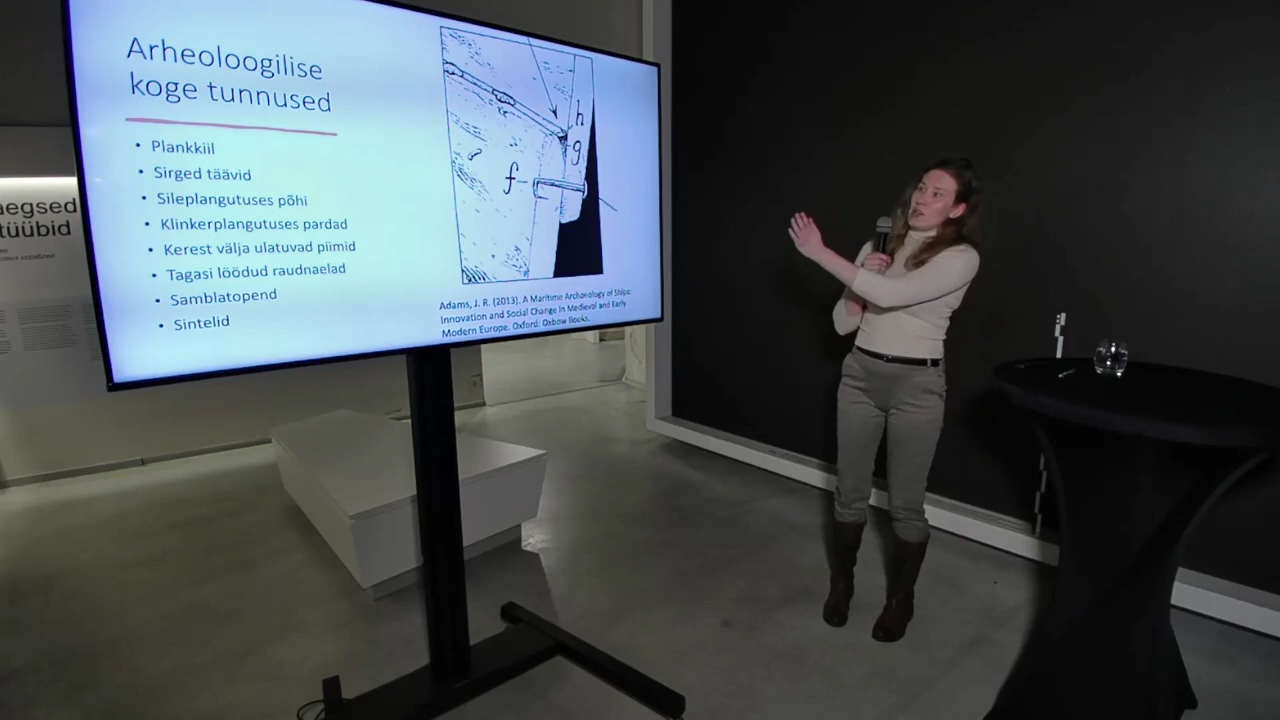 Arheoloogilise
koge tunnused
• Plankkiil
• Sirged täävid
• Sileplangutuses põhi
• Klinkerplangutuses pardad
• Kerest välja ulatuvad piimid
• Tagasi löödud raudnaelad
• Samblatopend
• Sintelid
h
g
f
Adams, J. R. (2013). A Maritime Archaeology of Ships:
Innovation and Social Change in Medieval and Early
Modern Europe. Oxford: Oxbow Books.
aegsed
tüübid